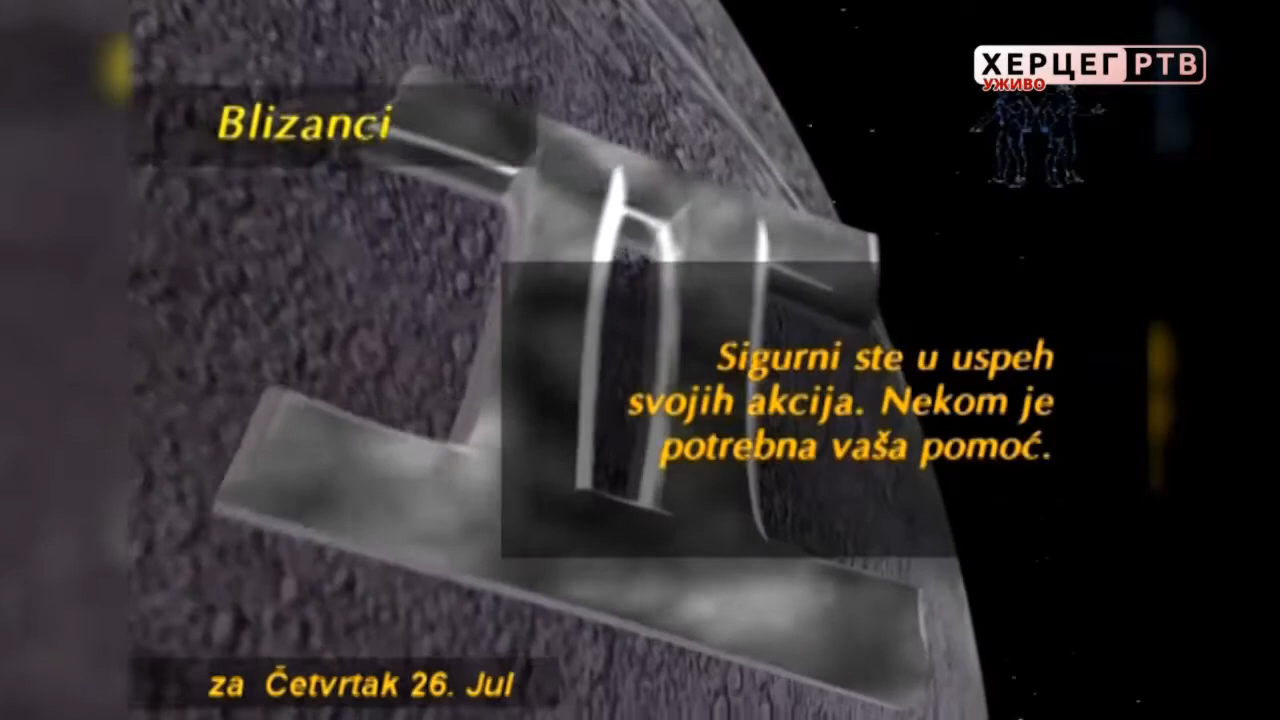 ХЕРЦЕГ РТВ
УЖИВО
Blizanci
Sigurni ste u uspeh
svojih akcija. Nekom je
potrebna vaša pomoć.
za Četvrtak 26. Jul